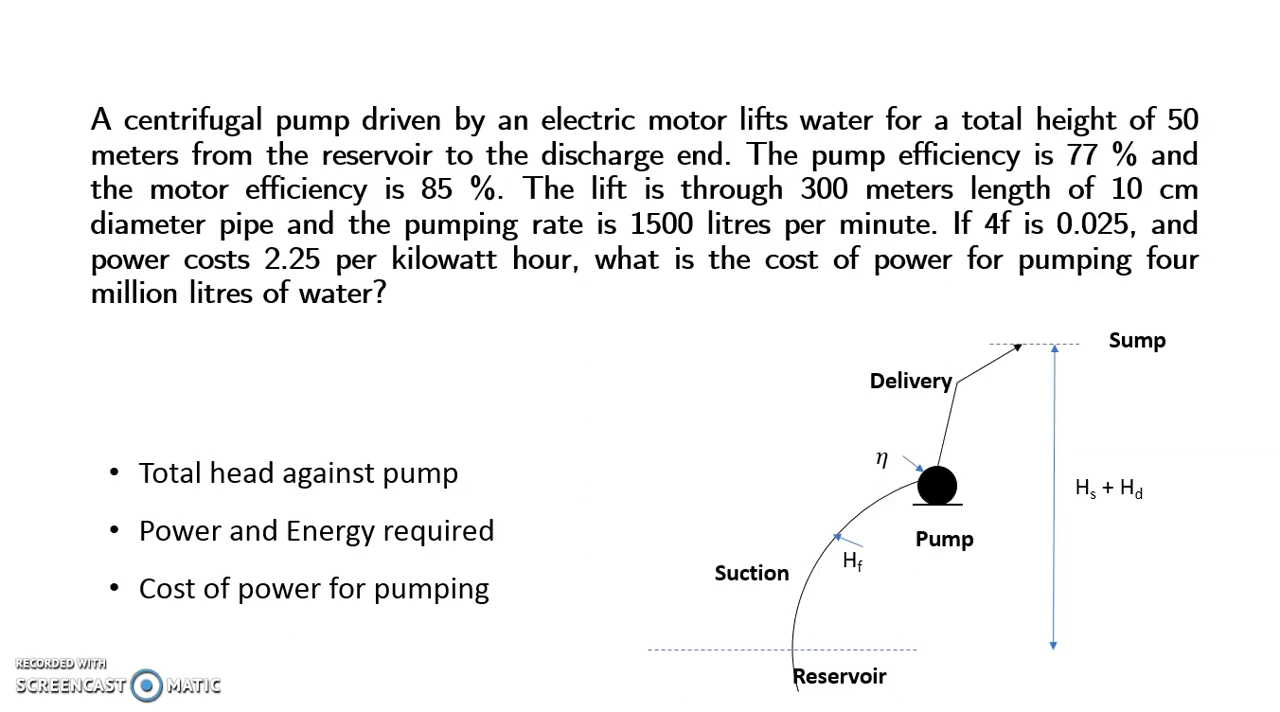 A centrifugal pump driven by an electric motor lifts water for a total height of 50
meters from the reservoir to the discharge end. The pump efficiency is 77 % and
the motor efficiency is 85 %. The lift is through 300 meters length of 10 cm
diameter pipe and the pumping rate is 1500 litres per minute. If 4f is 0.025, and
power costs 2.25 per kilowatt hour, what is the cost of power for pumping four
million litres of water?
Sump
Delivery
• Total head against pump
η
Hs + Hd
• Power and Energy required
Pump
Hf
Suction
• Cost of power for pumping
Reservoir
RECORDED WITH
SCREENCAST MATIC